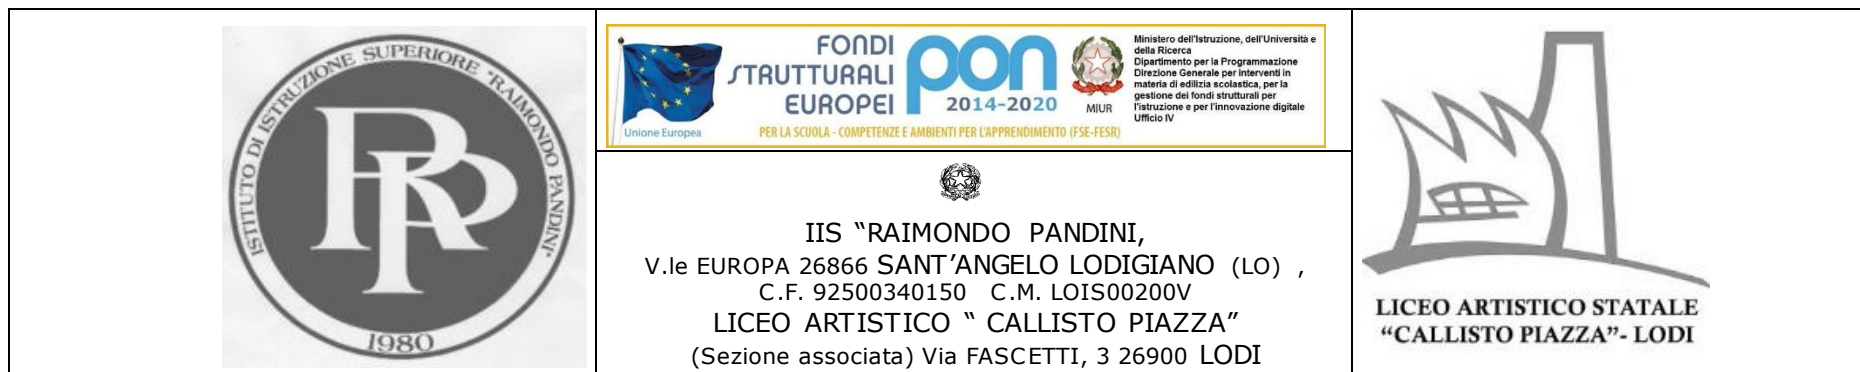 ISTITUTO DI ISTRUZIONE SUPERIORE "RAIMONDO PANDINI"
1980
FONDI
STRUTTURALI
EUROPEI
pon
2014-2020
Unione Europea
MIUR
Ministero dell'Istruzione, dell'Università e
della Ricerca
Dipartimento per la Programmazione
Direzione Generale per interventi in
materia di edilizia scolastica, per la
gestione dei fondi strutturali per
l'istruzione e per l'innovazione digitale
Ufficio IV
PER LA SCUOLA - COMPETENZE E AMBIENTI PER L'APPRENDIMENTO (FSE-FESR)
IIS “RAIMONDO PANDINI,
V.le EUROPA 26866 SANT’ANGELO LODIGIANO (LO) ,
C.F. 92500340150 C.M. LOIS00200V
LICEO ARTISTICO “ CALLISTO PIAZZA”
(Sezione associata) Via FASCETTI, 3 26900 LODI
LICEO ARTISTICO STATALE
“CALLISTO PIAZZA”- LODI